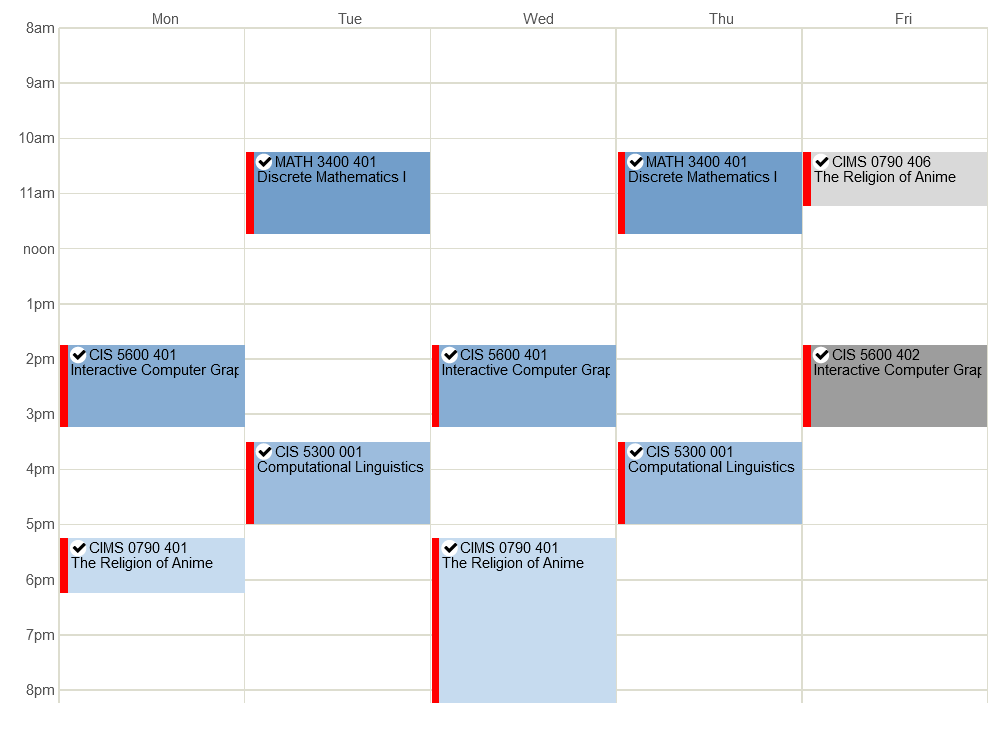 Mon Tue Wed Thu Fri
8am
9am
10am
MATH 3400 401
Discrete Mathematics I
MATH 3400 401
Discrete Mathematics I
CIMS 0790 406
The Religion of Anime
11am
noon
1pm
CIS 5600 401
Interactive Computer Grap
CIS 5600 401
Interactive Computer Grap
CIS 5600 402
Interactive Computer Grap
2pm
3pm
CIS 5300 001
Computational Linguistics
CIS 5300 001
Computational Linguistics
4pm
5pm
CIMS 0790 401
The Religion of Anime
CIMS 0790 401
The Religion of Anime
6pm
7pm
8pm